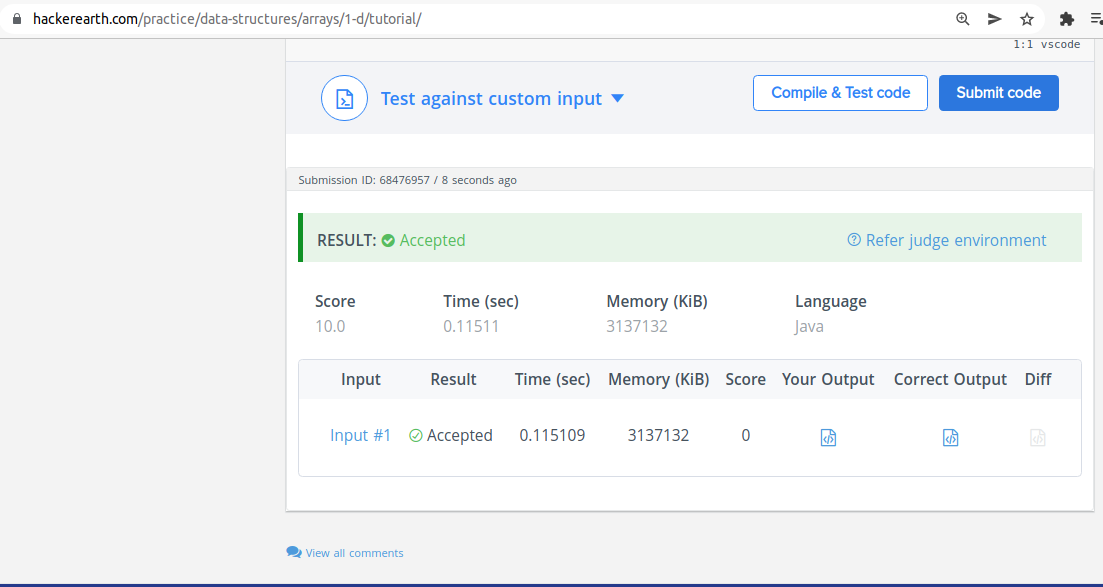 hackerearth.com/practice/data-structures/arrays/1-d/tutorial/
1:1 vscode
Test against custom input Compile & Test code Submit code
Submission ID: 68476957 / 8 seconds ago
RESULT: Accepted Refer judge environment
Score Time (sec) Memory (KiB) Language
10.0 0.11511 3137132 Java
Input Result Time (sec) Memory (KiB) Score Your Output Correct Output Diff
Input #1 Accepted 0.115109 3137132 0
View all comments